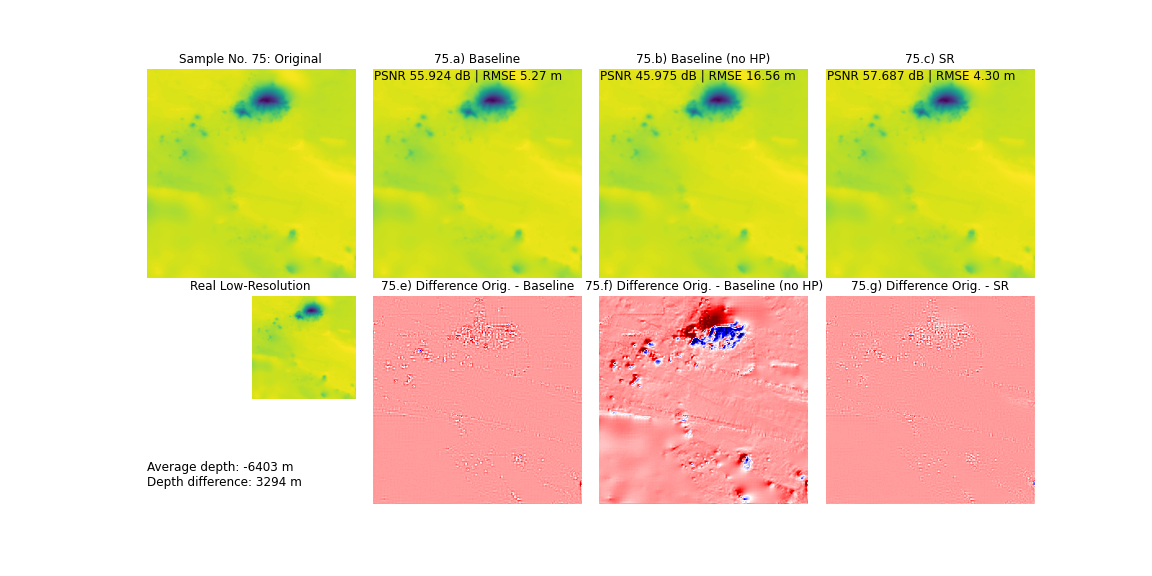 Sample No. 75: Original
75.a) Baseline
75.b) Baseline (no HP)
75.c) SR
PSNR 55.924 dB | RMSE 5.27 m
PSNR 45.975 dB | RMSE 16.56 m
PSNR 57.687 dB | RMSE 4.30 m
Real Low-Resolution
75.e) Difference Orig. - Baseline
75.f) Difference Orig. - Baseline (no HP)
75.g) Difference Orig. - SR
Average depth: -6403 m
Depth difference: 3294 m